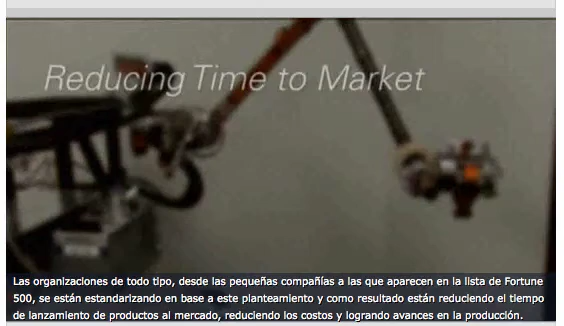 Reducing Time to Market
Las organizaciones de todo tipo, desde las pequeñas compañías a las que aparecen en la lista de Fortune
500, se están estandarizando en base a este planteamiento y como resultado están reduciendo el tiempo
de lanzamiento de productos al mercado, reduciendo los costos y logrando avances en la producción.